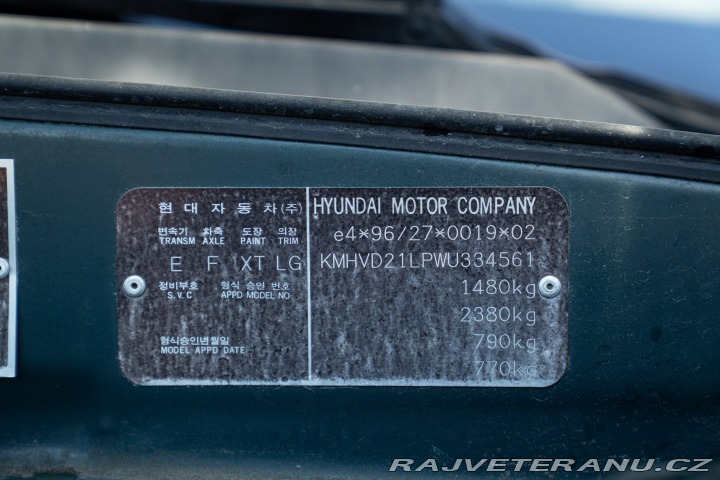 현대자동차(주)
변속기 차축 도장 의장
TRANSM AXLE PAINT TRIM
E F XT LG
정비부호 형식 승인 번호
S.V.C APPD MODEL NO
형식승인년월일
MODEL APPD DATE
HYUNDAI MOTOR COMPANY
e4*96/27*0019*02
KMHVD21LPWU334561
1480kg
2380kg
790kg
770kg
RAJVETERANU.CZ